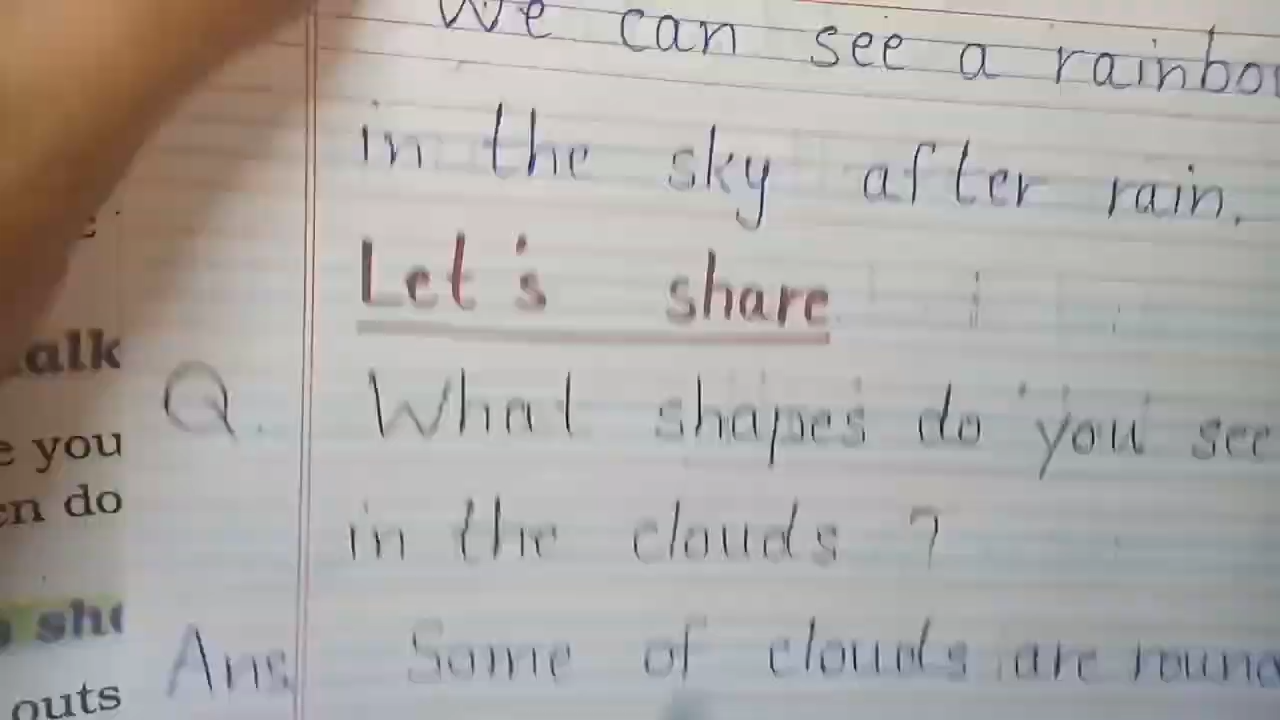 We can see a rainbo
in the sky after rain.
Let's share
Q. What shapes do you see
in the clouds ?
Ans Some of clouds are round
alk
e you
en do
sh
outs